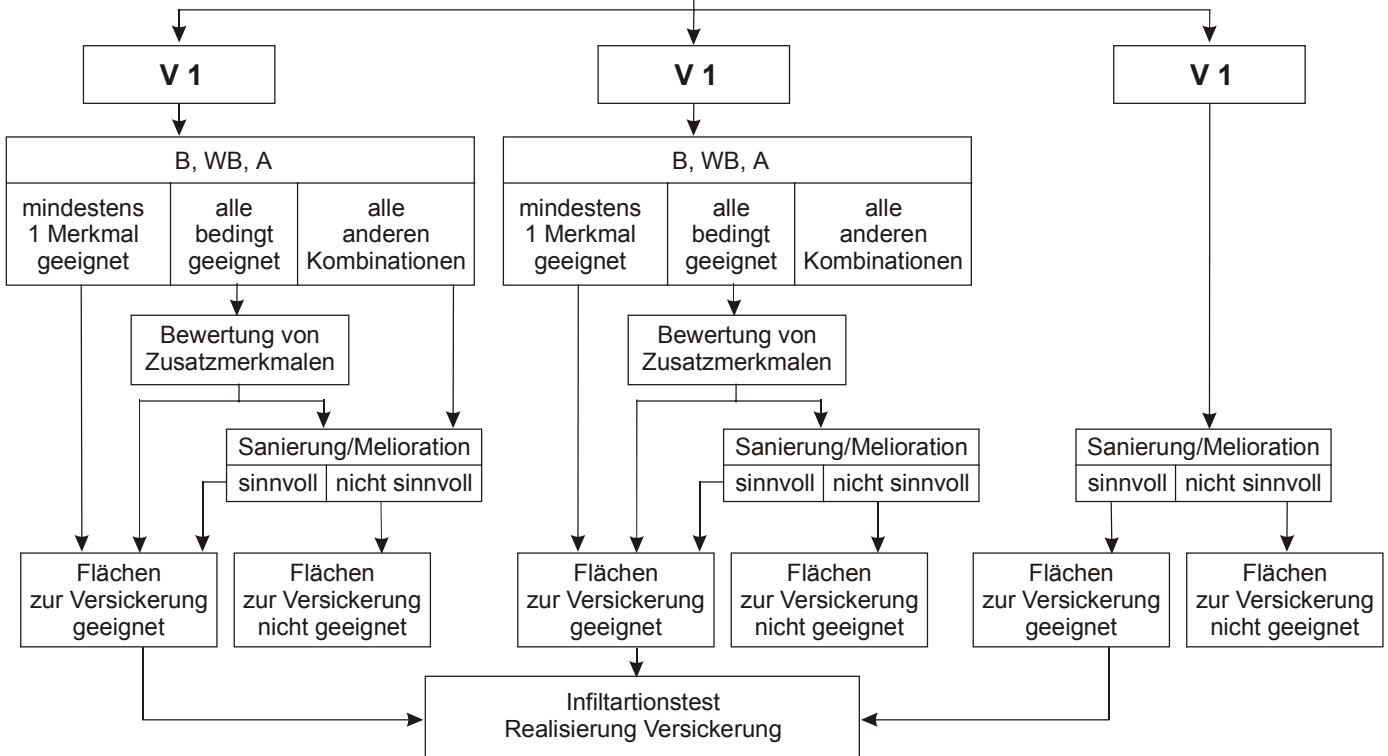 V 1
V 1
V 1
B, WB, A
mindestens
1 Merkmal
geeignet
alle
bedingt
geeignet
alle
anderen
Kombinationen
B, WB, A
mindestens
1 Merkmal
geeignet
alle
bedingt
geeignet
alle
anderen
Kombinationen
Bewertung von
Zusatzmerkmalen
Bewertung von
Zusatzmerkmalen
Sanierung/Melioration
sinnvoll
nicht sinnvoll
Sanierung/Melioration
sinnvoll
nicht sinnvoll
Sanierung/Melioration
sinnvoll
nicht sinnvoll
Flächen
zur Versickerung
geeignet
Flächen
zur Versickerung
nicht geeignet
Flächen
zur Versickerung
geeignet
Flächen
zur Versickerung
nicht geeignet
Flächen
zur Versickerung
geeignet
Flächen
zur Versickerung
nicht geeignet
Infiltartionstest
Realisierung Versickerung